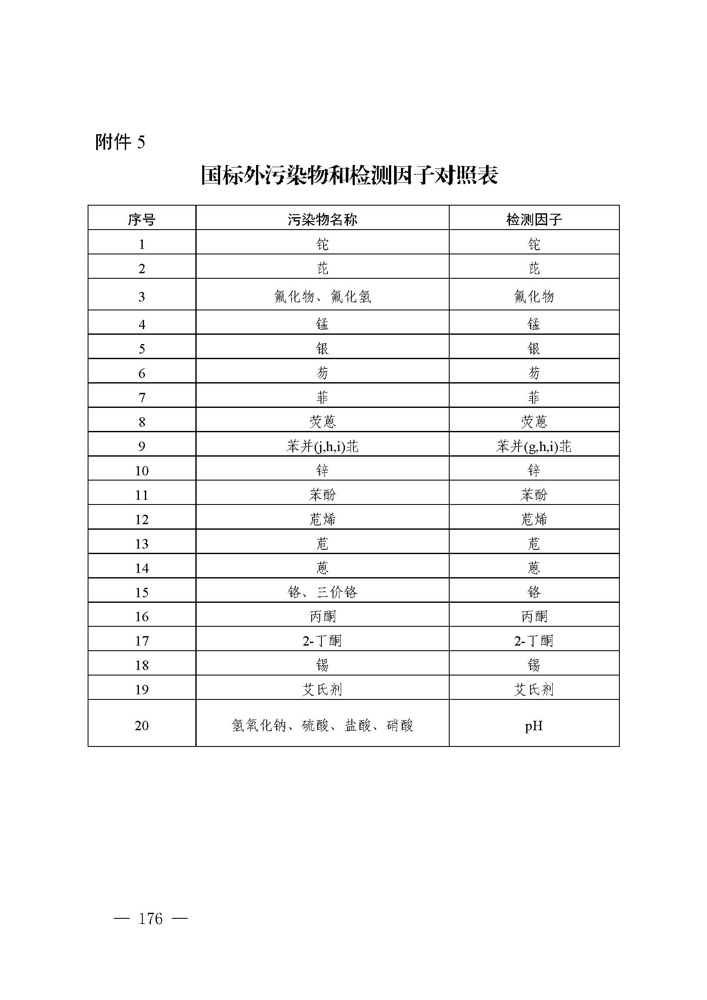 附件 5
国标外污染物和检测因子对照表
序号 污染物名称 检测因子
1 铊 铊
2 芘 芘
3 氟化物、氟化氢 氟化物
4 锰 锰
5 银 银
6 芴 芴
7 菲 菲
8 荧蒽 荧蒽
9 苯并(j,h,i)苝 苯并(g,h,i)苝
10 锌 锌
11 苯酚 苯酚
12 苊烯 苊烯
13 苊 苊
14 蒽 蒽
15 铬、三价铬 铬
16 丙酮 丙酮
17 2-丁酮 2-丁酮
18 锡 锡
19 艾氏剂 艾氏剂
20 氢氧化钠、硫酸、盐酸、硝酸 pH
— 176 —